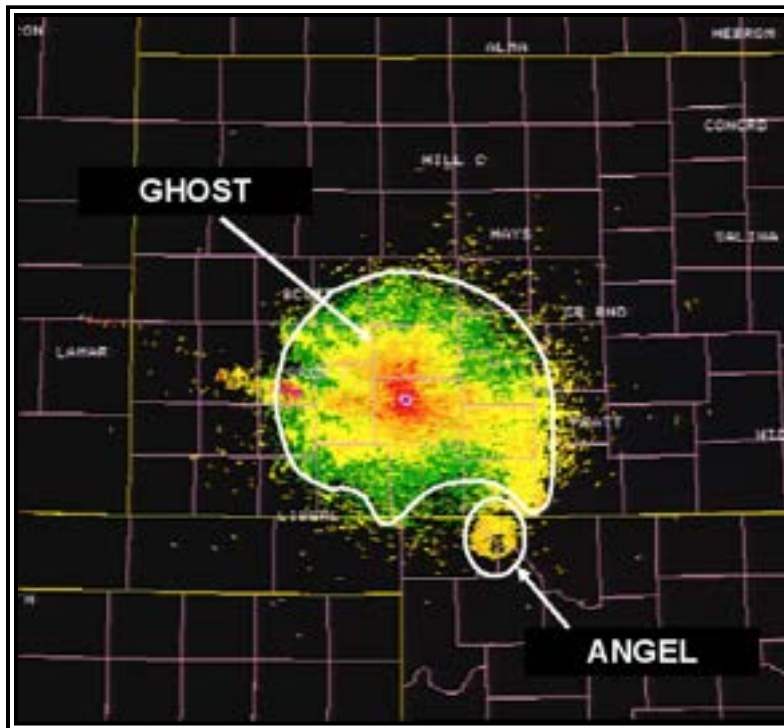 ALMA
HEBRON
CONCRD
HILL C
GHOST
HAYS
SALINA
GR BND
LAMAR
PRATT
LIBERL
ANGEL